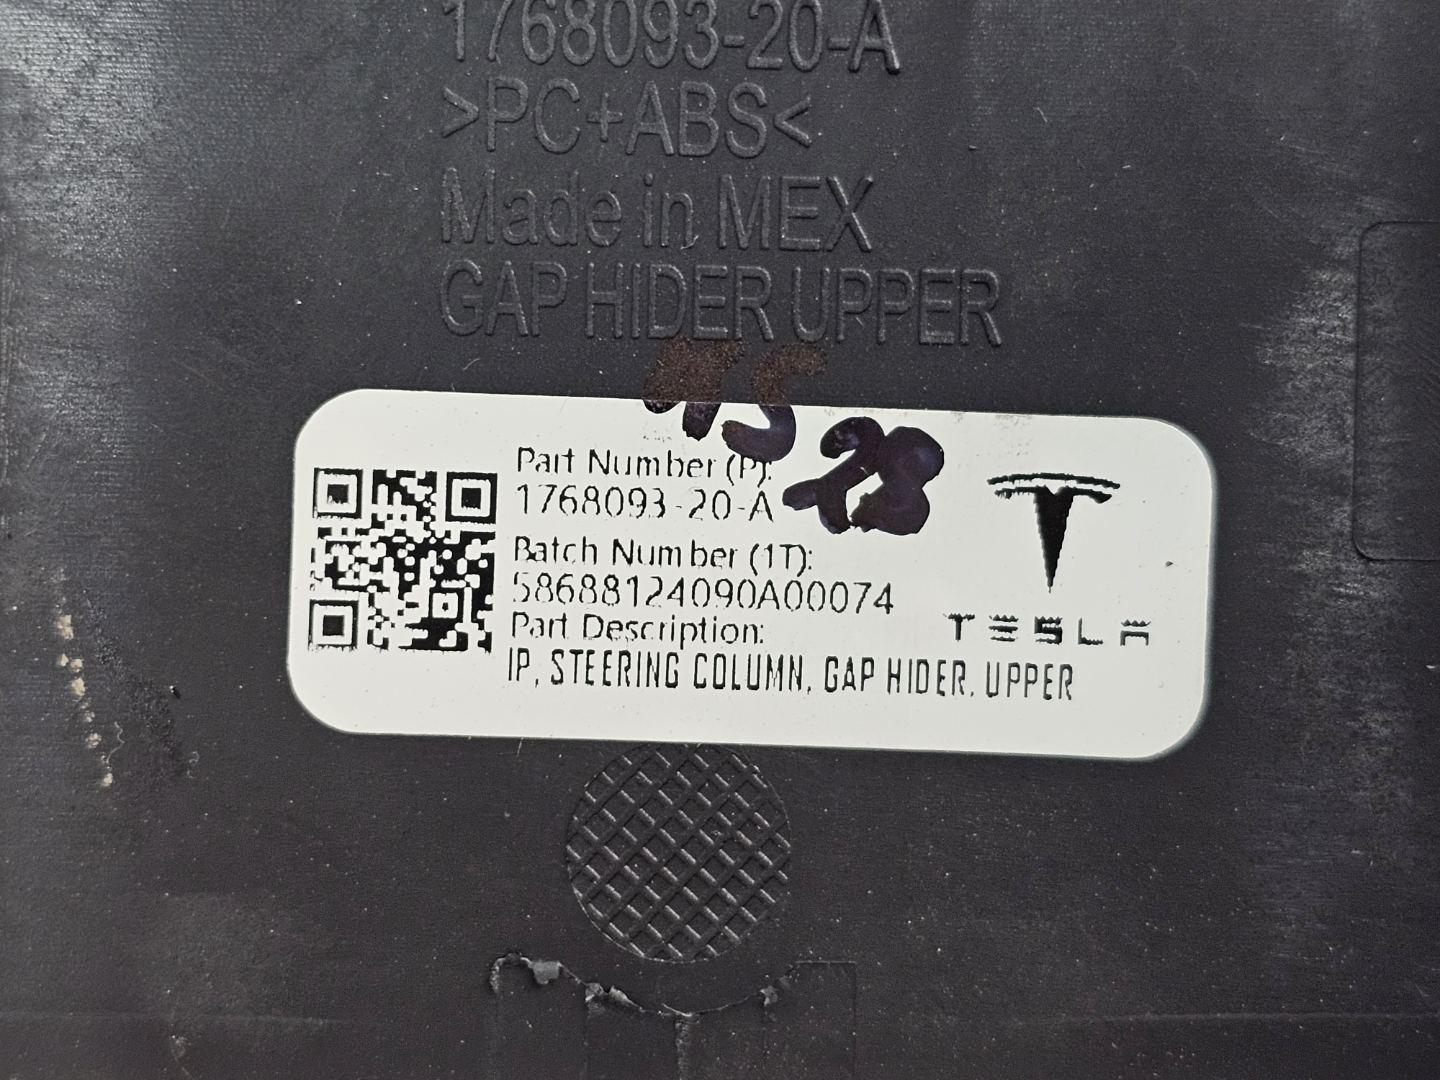 1768093-20-A
>PC+ABS<
Made in MEX
GAP HIDER UPPER
Part Number (P):
1768093-20-A
Batch Number (1T):
58688124090A00074
Part Description:
IP, STEERING COLUMN, GAP HIDER, UPPER
TESLA